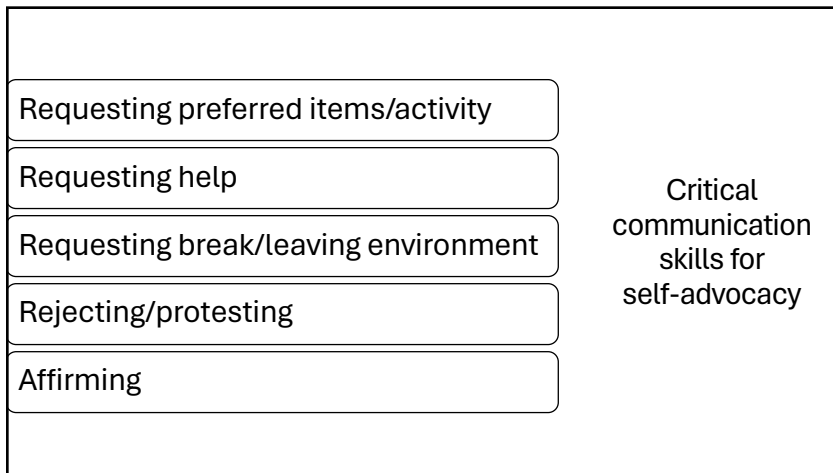 Requesting preferred items/activity
Requesting help
Requesting break/leaving environment
Rejecting/protesting
Affirming
Critical
communication
skills for
self-advocacy